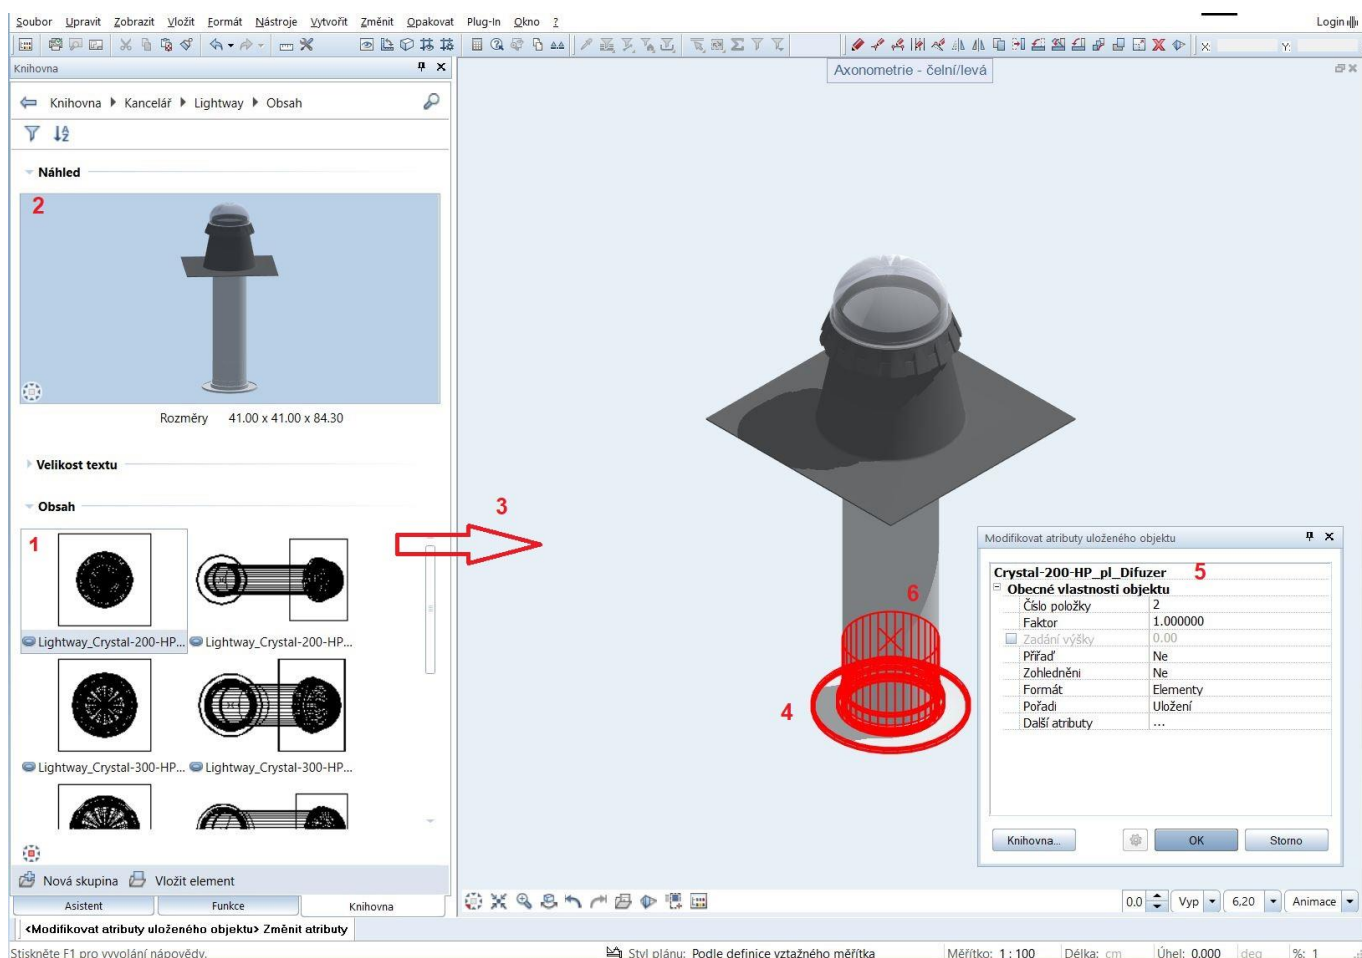 Soubor Upravit Zobrazit Vložit Formát Nástroje Vytvořit Změnit Opakovat Plug-In Okno ? Login
X: Y:
Knihovna
Axonometrie - čelní/levá
Knihovna Kancelář Lightway Obsah
Náhled
2
Rozměry 41.00 x 41.00 x 84.30
Velikost textu
Obsah
3
1
Lightway_Crystal-200-HP... Lightway_Crystal-200-HP...
Lightway_Crystal-300-HP... Lightway_Crystal-300-HP...
4
6
Modifikovat atributy uloženého objektu
Crystal-200-HP_pl_Difuzer 5
Obecné vlastnosti objektu
Číslo položky 2
Faktor 1.000000
Zadání výšky 0.00
Přiřaď Ne
Zohlednění Ne
Formát Elementy
Pořadí Uložení
Další atributy ...
Knihovna... OK Storno
Nová skupina Vložit element
Asistent Funkce Knihovna
0.0 Vyp 6,20 Animace
<Modifikovat atributy uloženého objektu> Změnit atributy
Stiskněte F1 pro vyvolání nápovědy. Styl plánu: Podle definice vztažného měřítka Měřítko: 1 : 100 Délka: cm Úhel: 0.000 deg %: 1